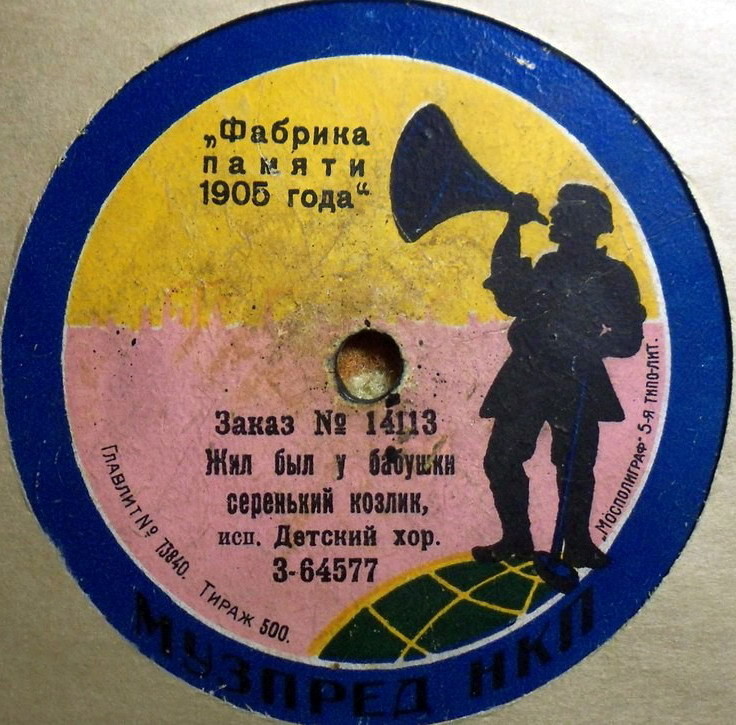 „Фабрика
памяти
1905 года“
Заказ № 14113
Жил был у бабушки
серенький козлик,
исп. Детский хор.
3-64577
Главлит № 73840. Тираж 500.
„Мосполиграф“ 5-я типо-лит.
МУЗПРЕД НКП